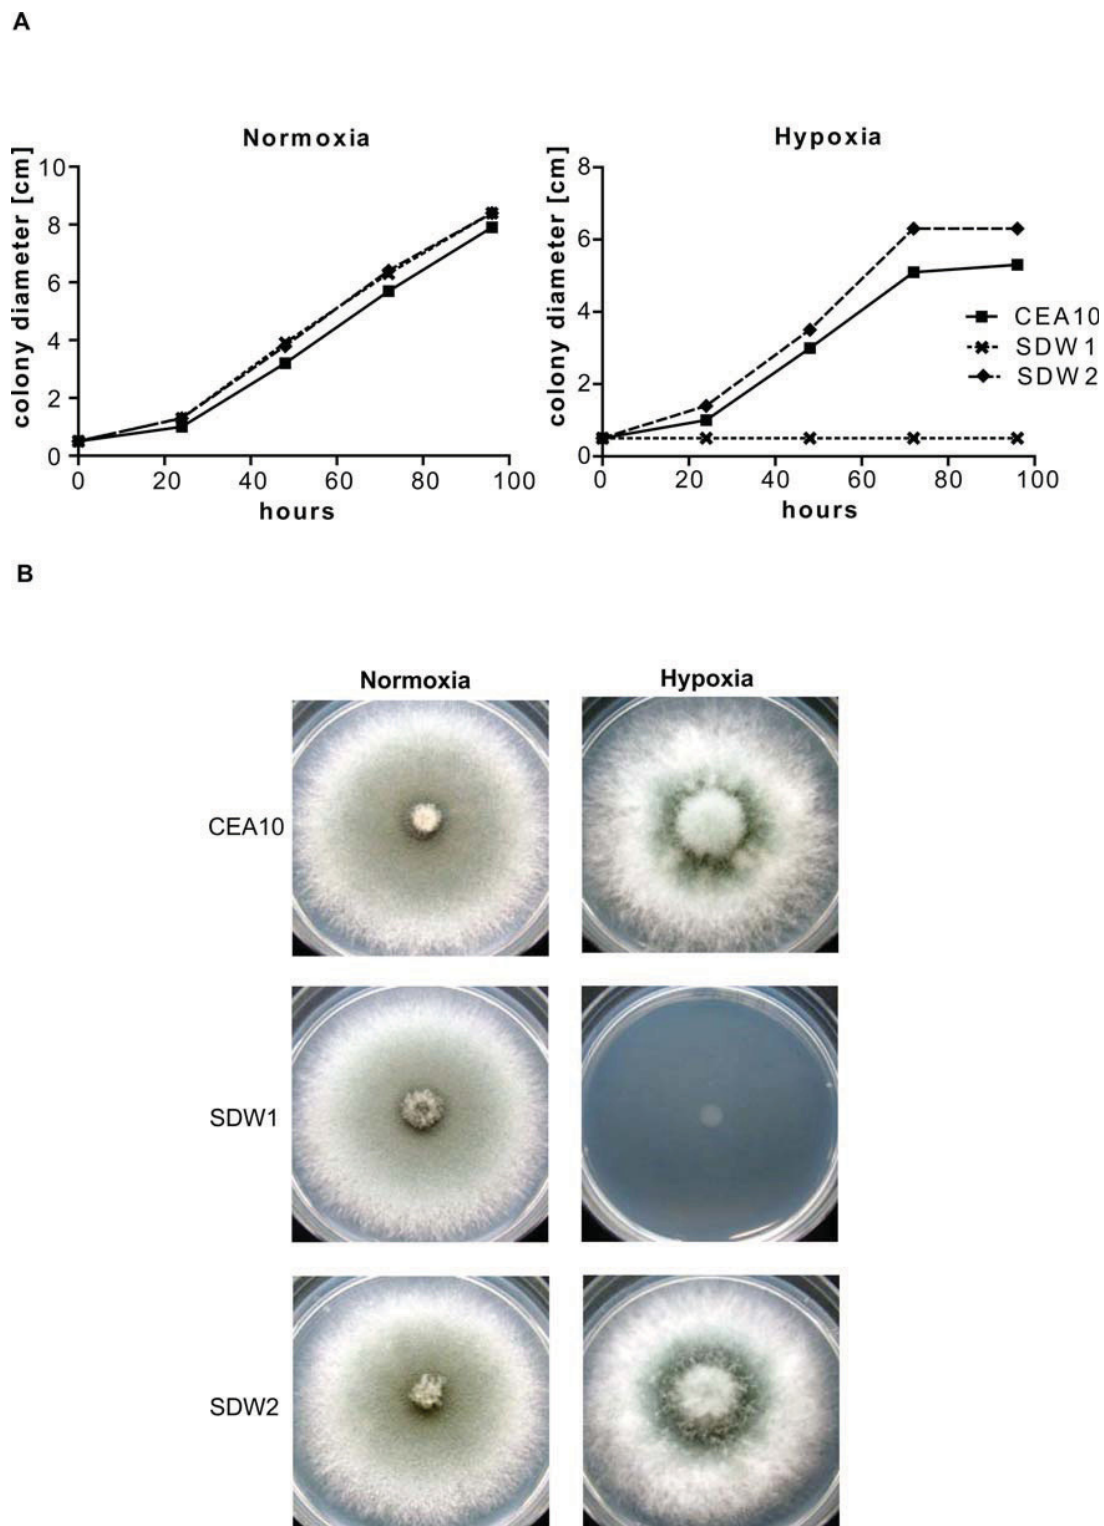 A
Normoxia
colony diameter [cm]
10
8
6
4
2
0
0 20 40 60 80 100
hours
Hypoxia
colony diameter [cm]
8
6
4
2
0
0 20 40 60 80 100
hours
CEA10
SDW1
SDW2
B
Normoxia Hypoxia
CEA10
SDW1
SDW2